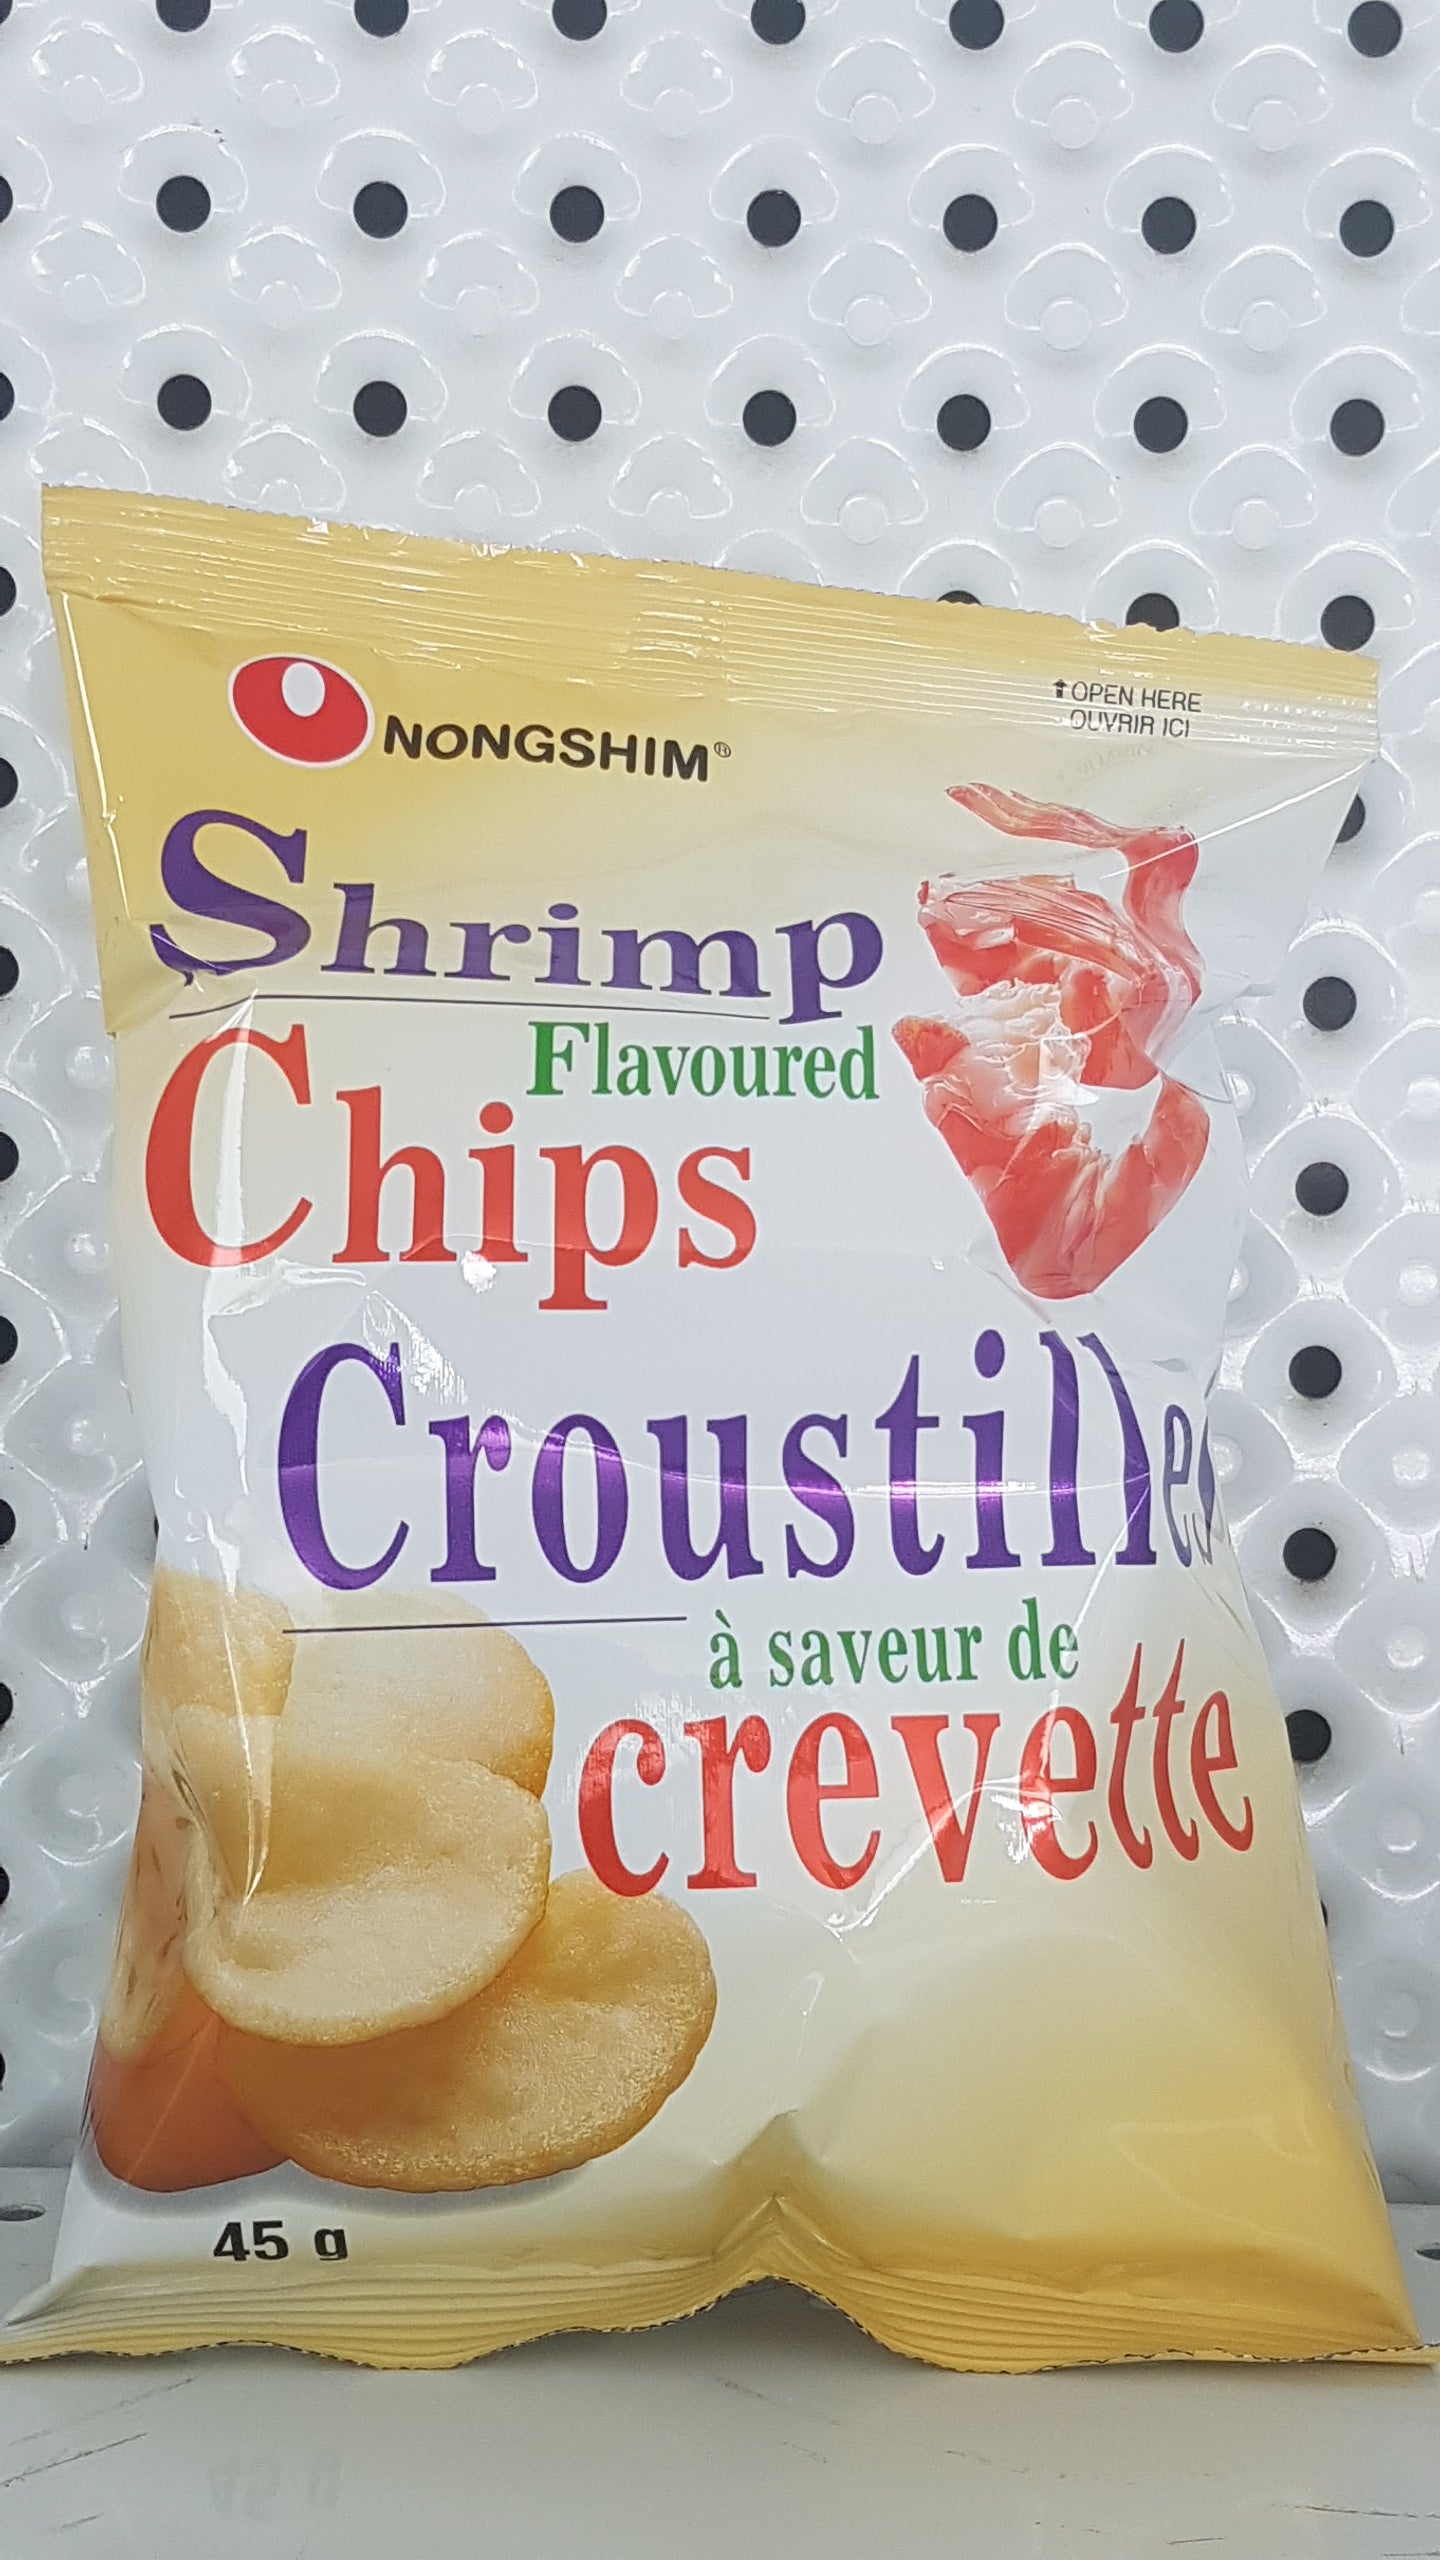 NONGSHIM®
↑OPEN HERE
OUVRIR ICI
Shrimp
Flavoured
Chips
Croustilles
à saveur de
crevette
45 g